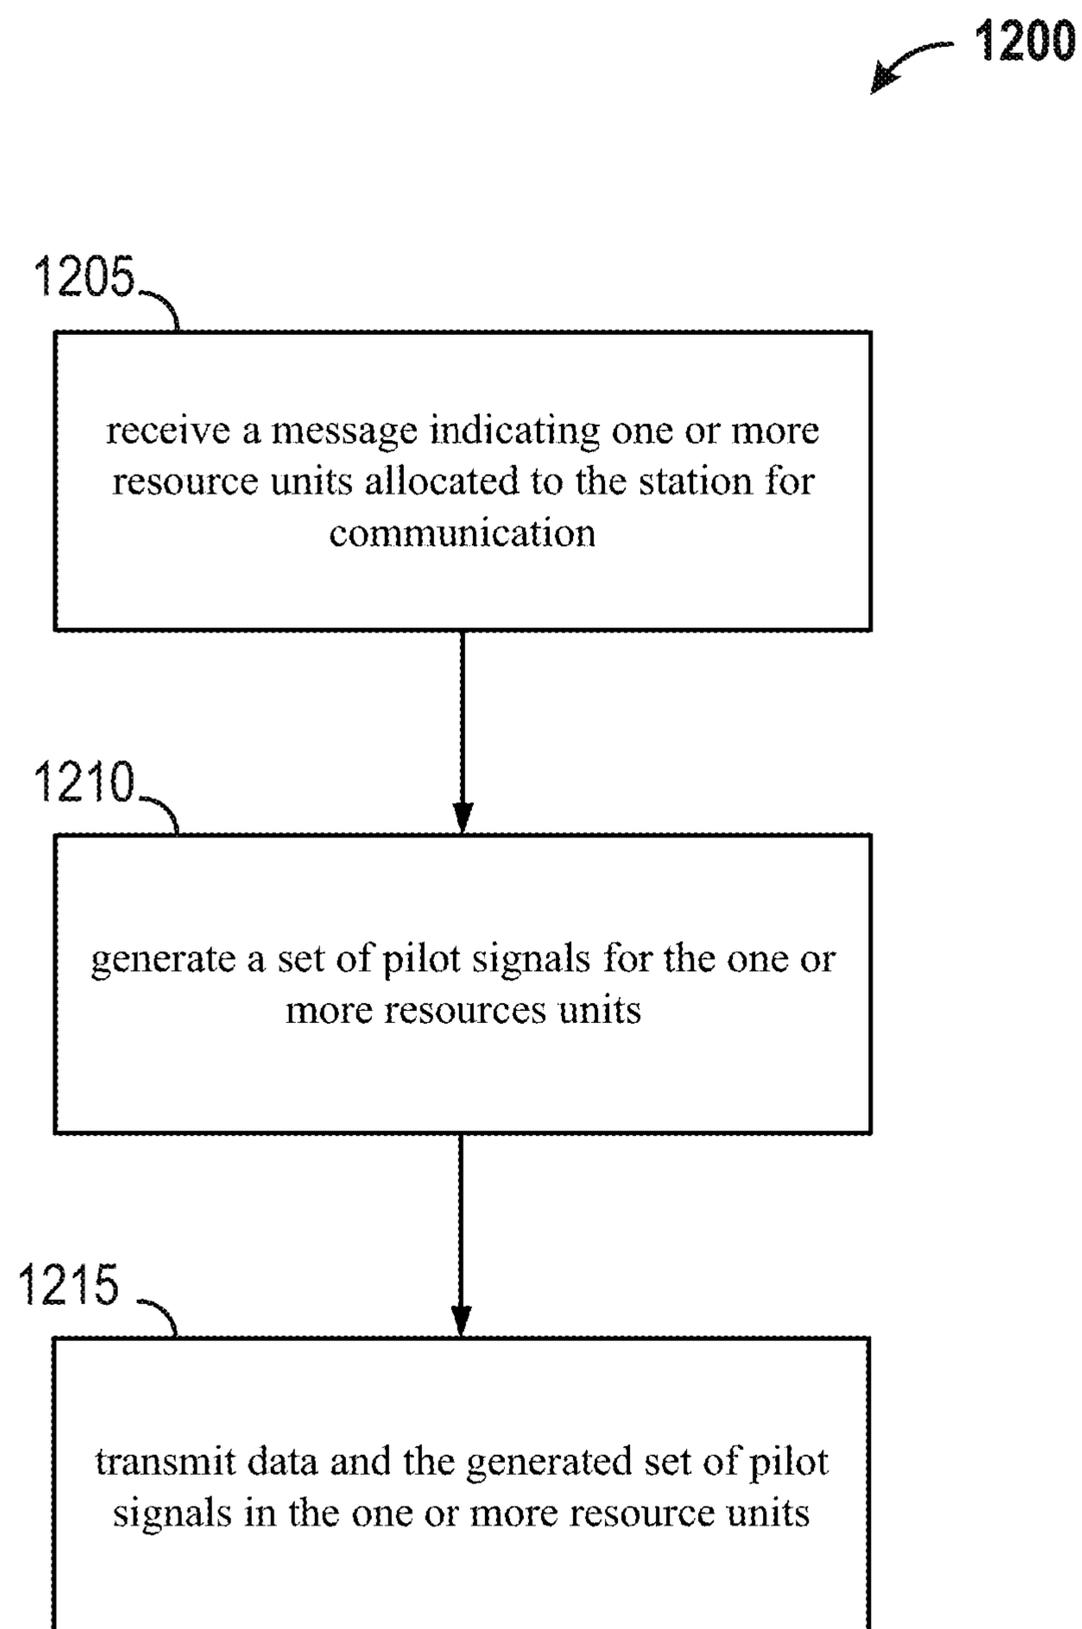 1200
1205
receive a message indicating one or more
resource units allocated to the station for
communication
1210
generate a set of pilot signals for the one or
more resources units
1215
transmit data and the generated set of pilot
signals in the one or more resource units